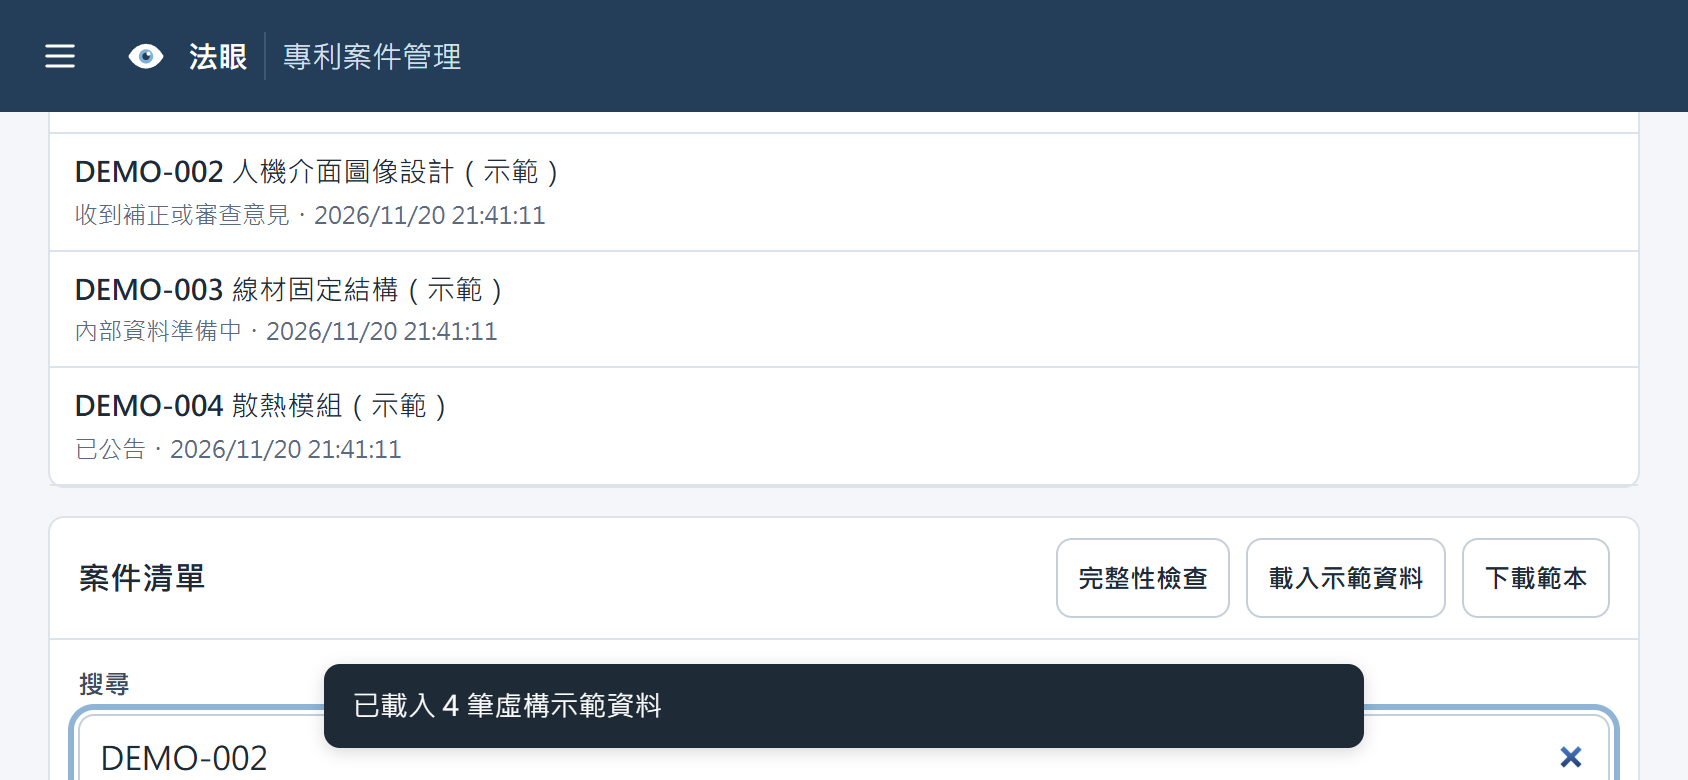 法眼 專利案件管理
DEMO-002 人機介面圖像設計（示範）
收到補正或審查意見 · 2026/11/20 21:41:11
DEMO-003 線材固定結構（示範）
內部資料準備中 · 2026/11/20 21:41:11
DEMO-004 散熱模組（示範）
已公告 · 2026/11/20 21:41:11
案件清單 完整性檢查 載入示範資料 下載範本
搜尋
已載入 4 筆虛構示範資料
DEMO-002